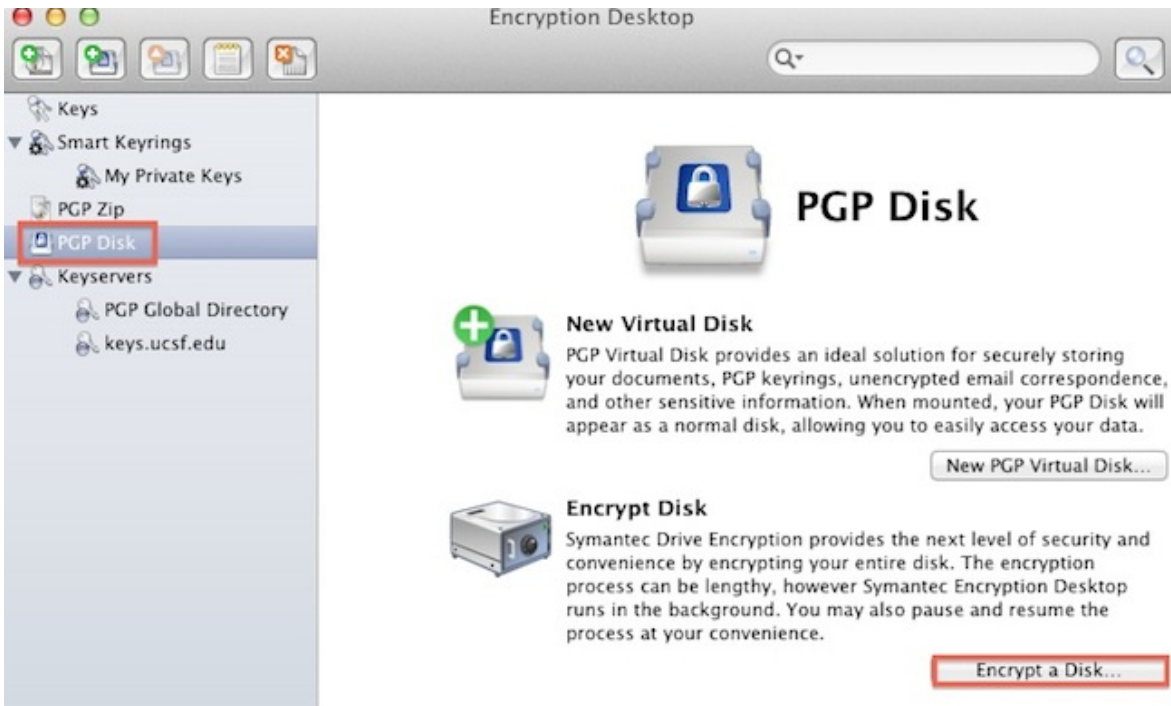 Encryption Desktop
Keys
Smart Keyrings
My Private Keys
PGP Zip
PGP Disk
Keyservers
PGP Global Directory
keys.ucsf.edu
PGP Disk
New Virtual Disk
PGP Virtual Disk provides an ideal solution for securely storing
your documents, PGP keyrings, unencrypted email correspondence,
and other sensitive information. When mounted, your PGP Disk will
appear as a normal disk, allowing you to easily access your data.
New PGP Virtual Disk...
Encrypt Disk
Symantec Drive Encryption provides the next level of security and
convenience by encrypting your entire disk. The encryption
process can be lengthy, however Symantec Encryption Desktop
runs in the background. You may also pause and resume the
process at your convenience.
Encrypt a Disk...